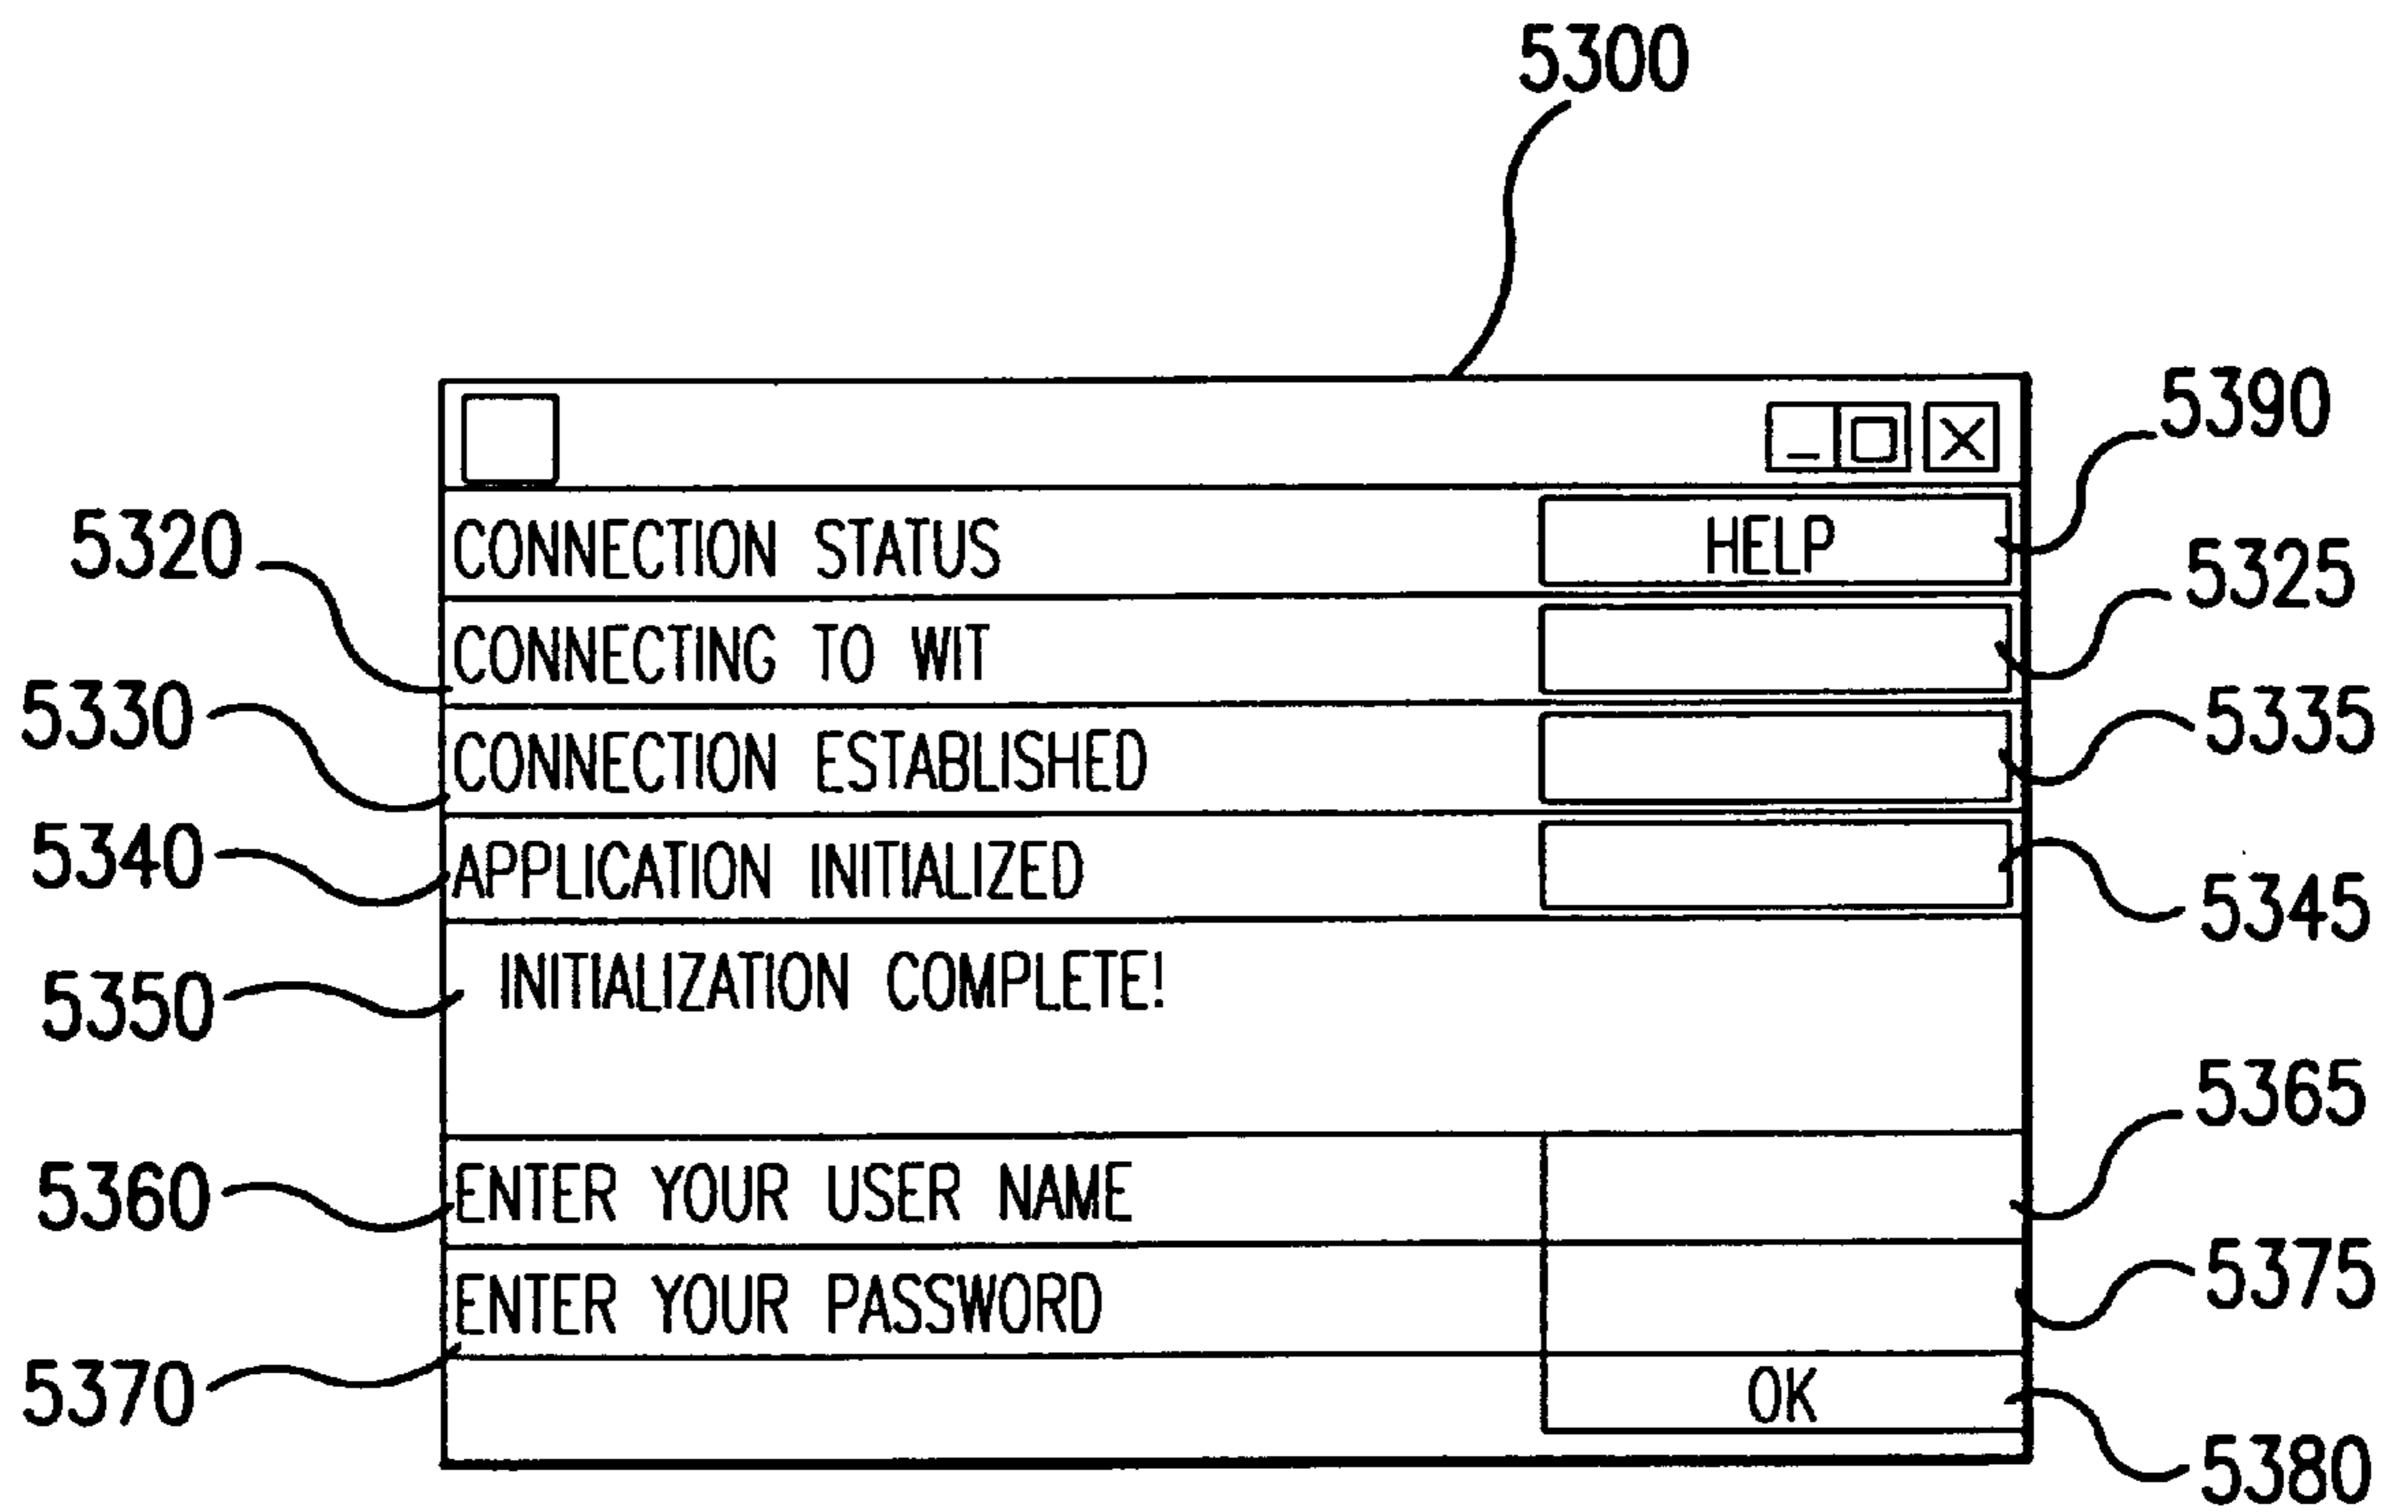 5300
5390
CONNECTION STATUS HELP
5320
5325
CONNECTING TO WIT
5330
5335
CONNECTION ESTABLISHED
5340
APPLICATION INITIALIZED
5345
5350
INITIALIZATION COMPLETE!
5365
5360
ENTER YOUR USER NAME
5375
ENTER YOUR PASSWORD
5370
OK
5380